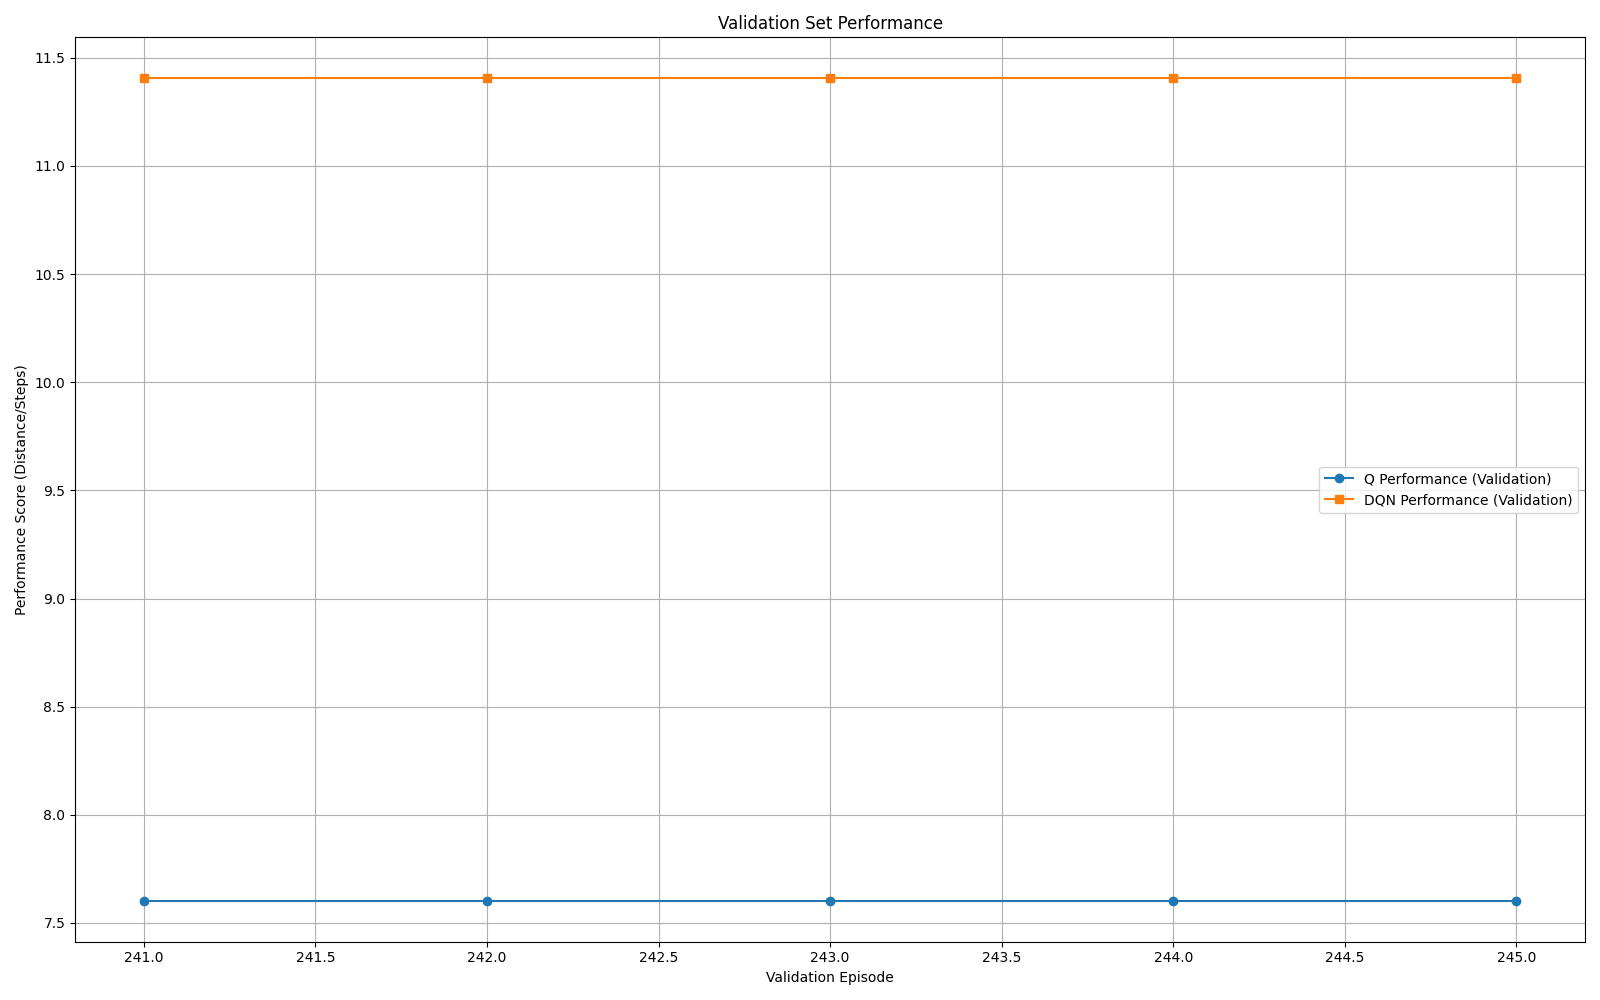 Validation Set Performance
11.5
11.0
10.5
10.0
9.5
9.0
8.5
8.0
7.5
Performance Score (Distance/Steps)
Q Performance (Validation)
DQN Performance (Validation)
241.0 241.5 242.0 242.5 243.0 243.5 244.0 244.5 245.0
Validation Episode